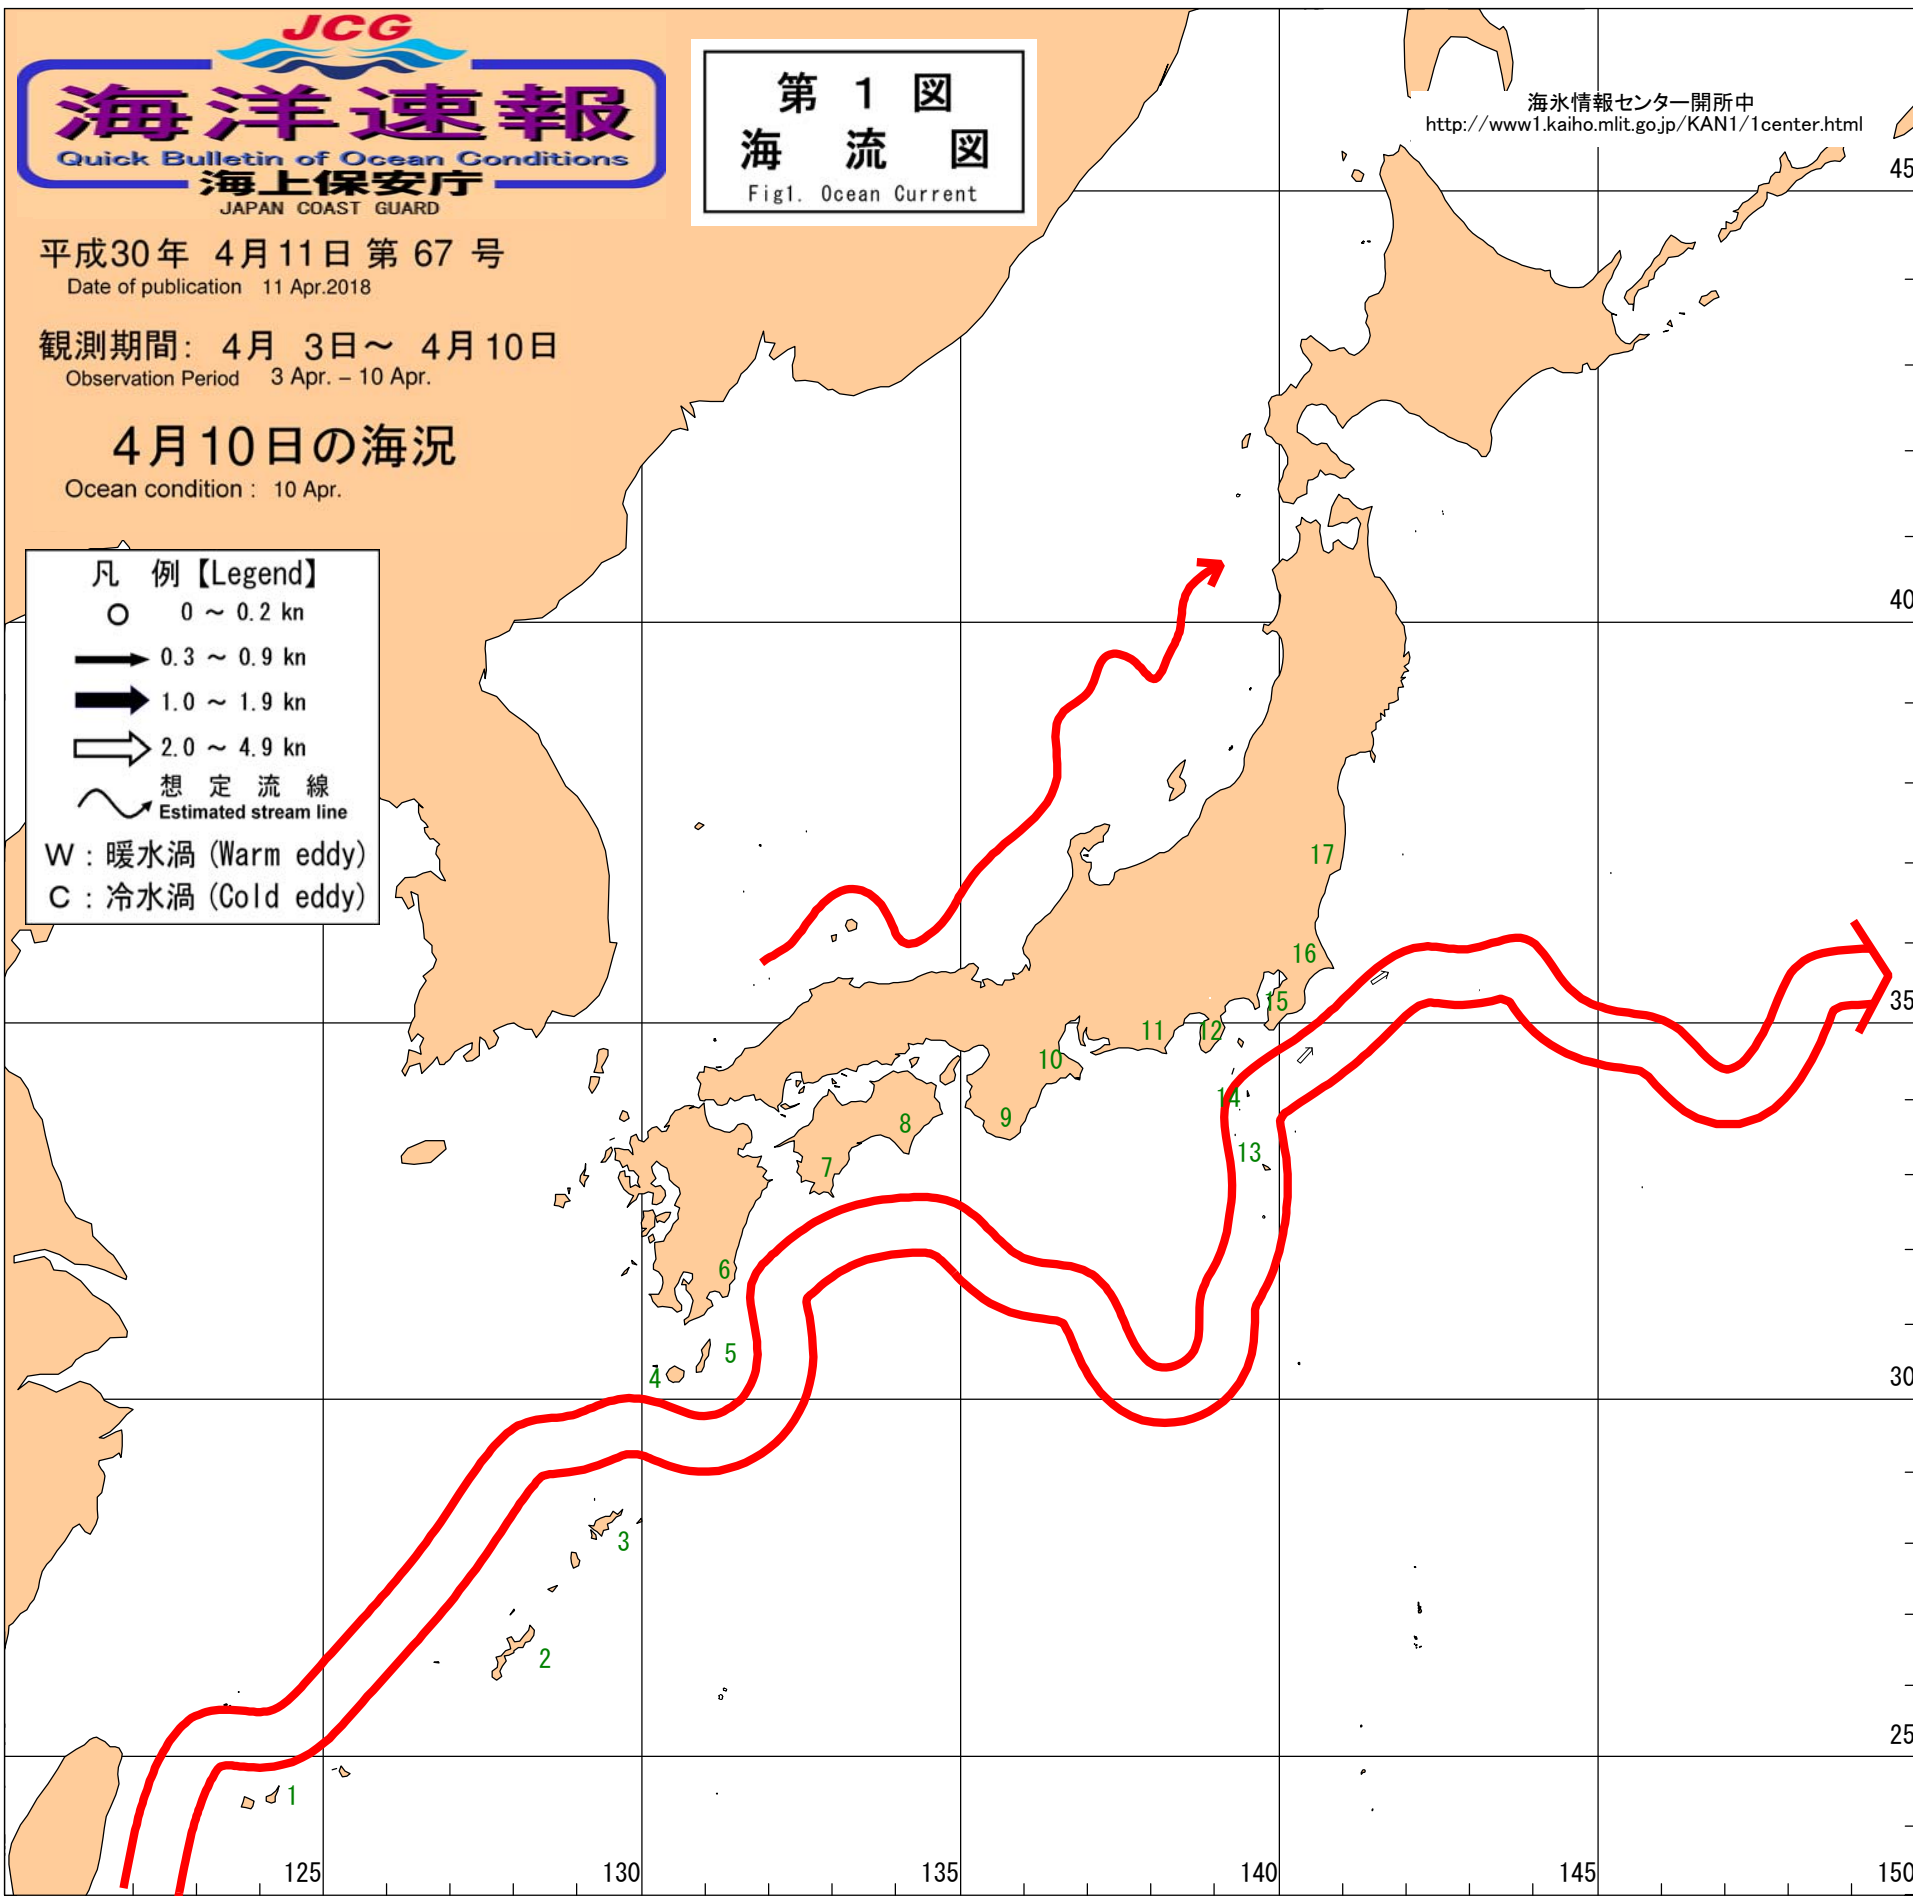 JCG
海洋速報
Quick Bulletin of Ocean Conditions
海上保安庁
JAPAN COAST GUARD
平成30年 4月11日 第 67 号
Date of publication 11 Apr.2018
観測期間： 4月 3日～ 4月10日
Observation Period 3 Apr. – 10 Apr.
4月10日の海況
Ocean condition : 10 Apr.
第 1 図
海 流 図
Fig1. Ocean Current
海氷情報センター開所中
http://www1.kaiho.mlit.go.jp/KAN1/1center.html
凡 例【Legend】
0 ～ 0.2 kn
0.3 ～ 0.9 kn
1.0 ～ 1.9 kn
2.0 ～ 4.9 kn
想 定 流 線
Estimated stream line
W : 暖水渦 (Warm eddy)
C : 冷水渦 (Cold eddy)
45
40
17
16
35
15
12
11
10
14
9
8
13
7
6
5
4
30
3
2
25
1
125
130
135
140
145
150